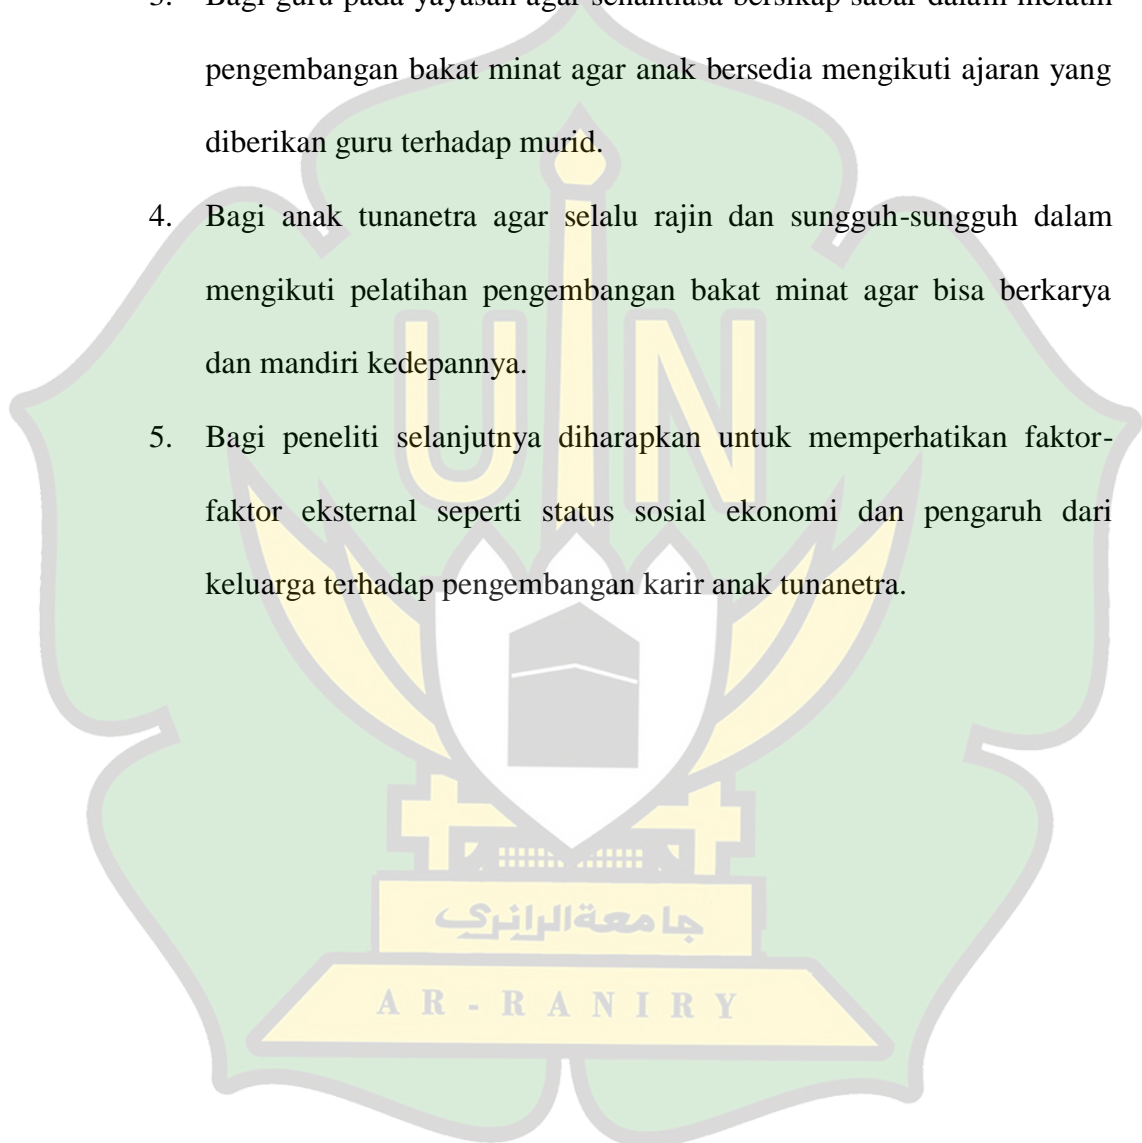 pengembangan bakat minat agar anak bersedia mengikuti ajaran yang
diberikan guru terhadap murid.
4. Bagi anak tunanetra agar selalu rajin dan sungguh-sungguh dalam
mengikuti pelatihan pengembangan bakat minat agar bisa berkarya
dan mandiri kedepannya.
5. Bagi peneliti selanjutnya diharapkan untuk memperhatikan faktor-
faktor eksternal seperti status sosial ekonomi dan pengaruh dari
keluarga terhadap pengembangan karir anak tunanetra.
UIN
جامعة الرانري
AR-RANIRY